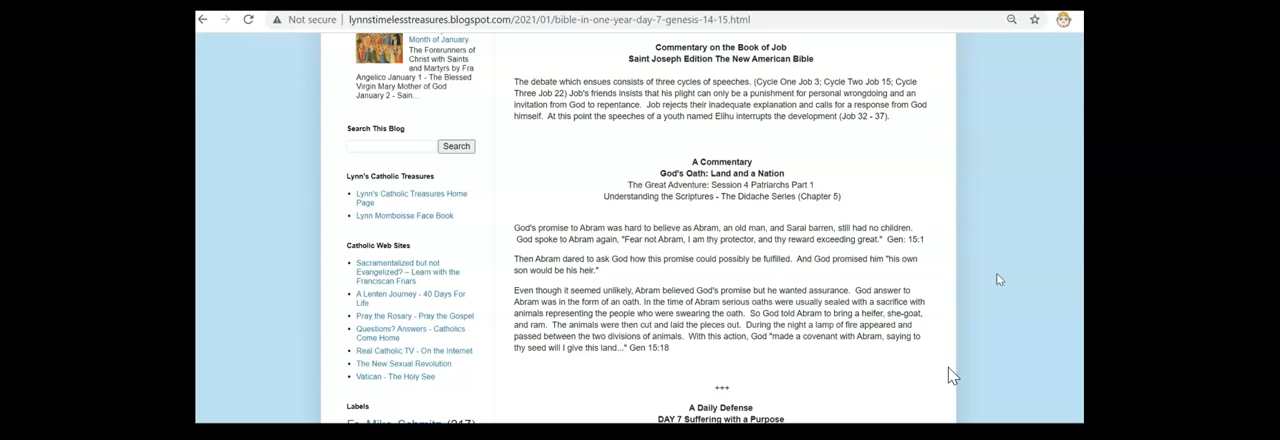 Not secure | lynnstimelesstreasures.blogspot.com/2021/01/bible-in-one-year-day-7-genesis-14-15.html
Month of January
The Forerunners of
Christ with Saints
and Martyrs by Fra
Angelico January 1 - The Blessed
Virgin Mary Mother of God
January 2 - Sain...
Search This Blog
Search
Lynn's Catholic Treasures
Lynn's Catholic Treasures Home
Page
Lynn Momboisse Face Book
Catholic Web Sites
Sacramentalized but not
Evangelized? – Learn with the
Franciscan Friars
A Lenten Journey - 40 Days For
Life
Pray the Rosary - Pray the Gospel
Questions? Answers - Catholics
Come Home
Real Catholic TV - On the Internet
The New Sexual Revolution
Vatican - The Holy See
Labels
Fr. Mike Schmitz (317)
Commentary on the Book of Job
Saint Joseph Edition The New American Bible
The debate which ensues consists of three cycles of speeches. (Cycle One Job 3; Cycle Two Job 15; Cycle
Three Job 22) Job's friends insists that his plight can only be a punishment for personal wrongdoing and an
invitation from God to repentance. Job rejects their inadequate explanation and calls for a response from God
himself. At this point the speeches of a youth named Elihu interrupts the development (Job 32 - 37).
A Commentary
God's Oath: Land and a Nation
The Great Adventure: Session 4 Patriarchs Part 1
Understanding the Scriptures - The Didache Series (Chapter 5)
God's promise to Abram was hard to believe as Abram, an old man, and Sarai barren, still had no children.
God spoke to Abram again, "Fear not Abram, I am thy protector, and thy reward exceeding great." Gen: 15:1
Then Abram dared to ask God how this promise could possibly be fulfilled. And God promised him "his own
son would be his heir."
Even though it seemed unlikely, Abram believed God's promise but he wanted assurance. God answer to
Abram was in the form of an oath. In the time of Abram serious oaths were usually sealed with a sacrifice with
animals representing the people who were swearing the oath. So God told Abram to bring a heifer, she-goat,
and ram. The animals were then cut and laid the pieces out. During the night a lamp of fire appeared and
passed between the two divisions of animals. With this action, God "made a covenant with Abram, saying to
thy seed will I give this land..." Gen 15:18
+++
A Daily Defense
DAY 7 Suffering with a Purpose